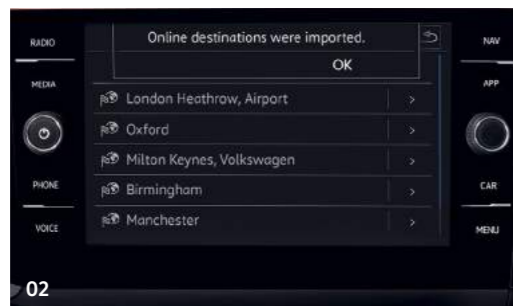 RADIO
Online destinations were imported.
NAV
OK
MEDIA
APP
London Heathrow, Airport
Oxford
Milton Keynes, Volkswagen
PHONE
Birmingham
CAR
VOICE
Manchester
MENU
02